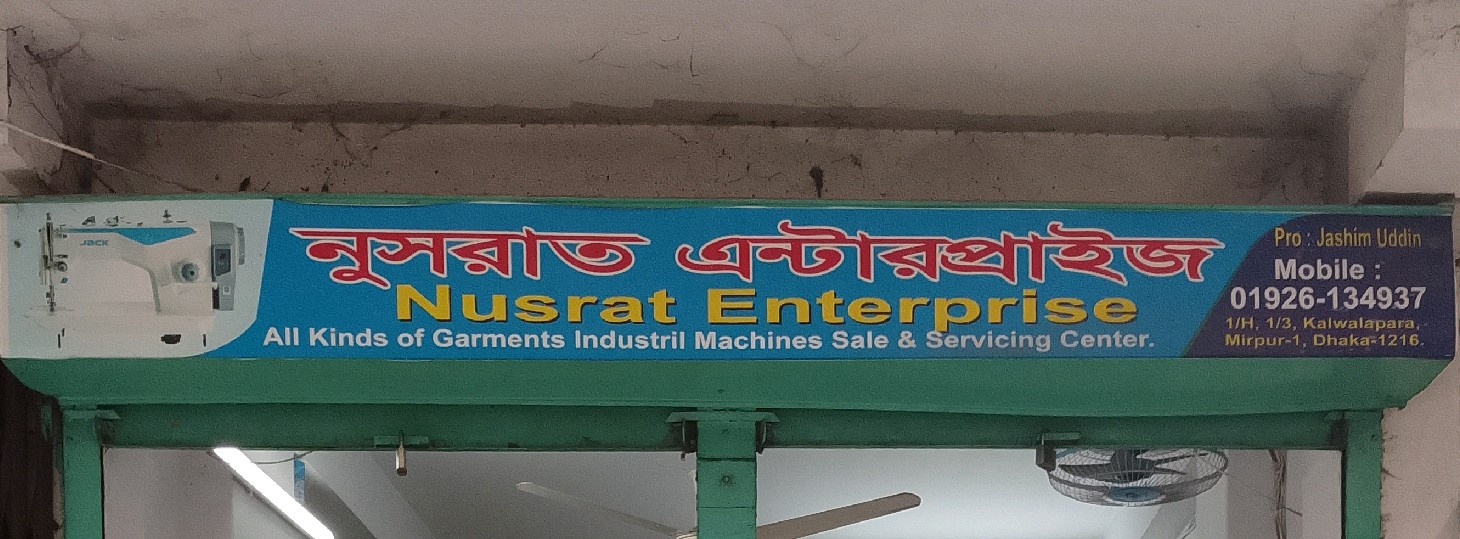 JACK
নুসরাত এন্টারপ্রাইজ
Nusrat Enterprise
All Kinds of Garments Industril Machines Sale & Servicing Center.
Pro : Jashim Uddin
Mobile :
01926-134937
1/H, 1/3, Kalwalapara,
Mirpur-1, Dhaka-1216.